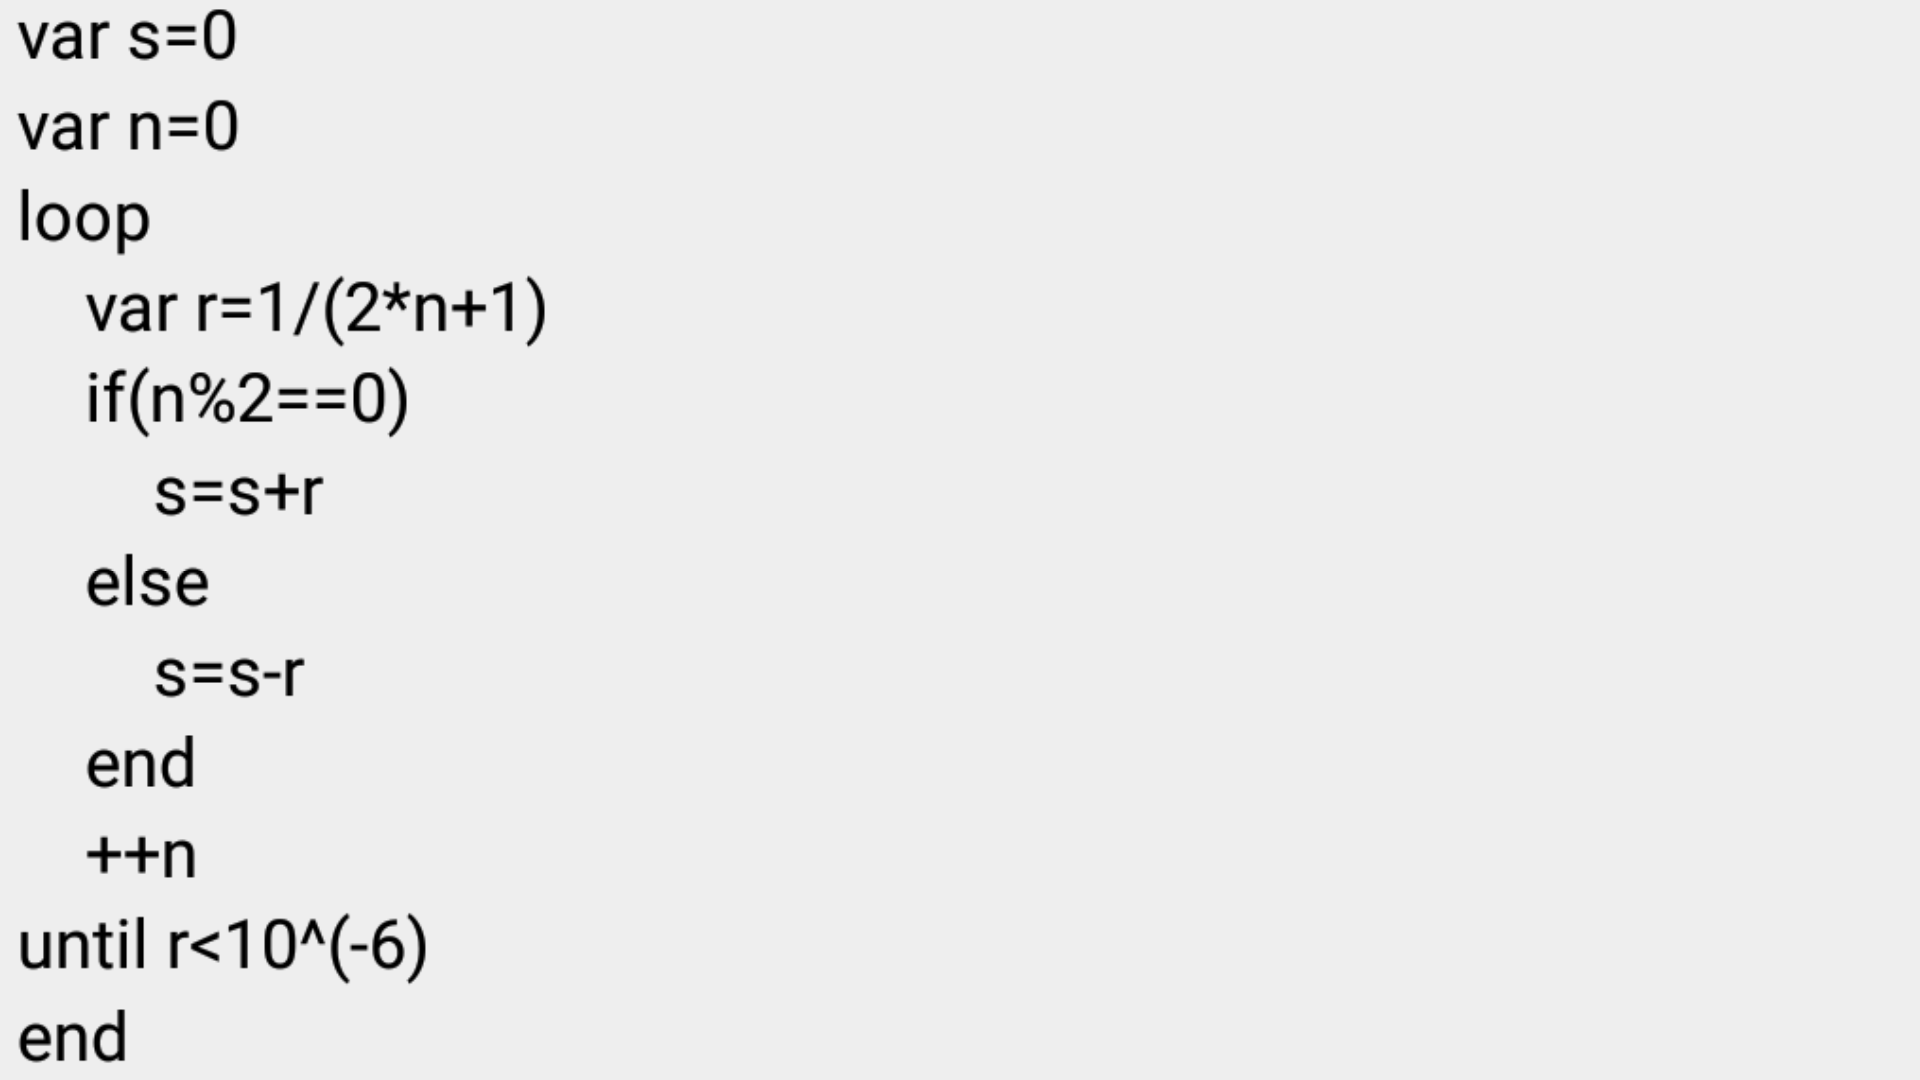 var s=0
var n=0
loop
var r=1/(2*n+1)
if(n%2==0)
s=s+r
else
s=s-r
end
++n
until r<10^(-6)
end